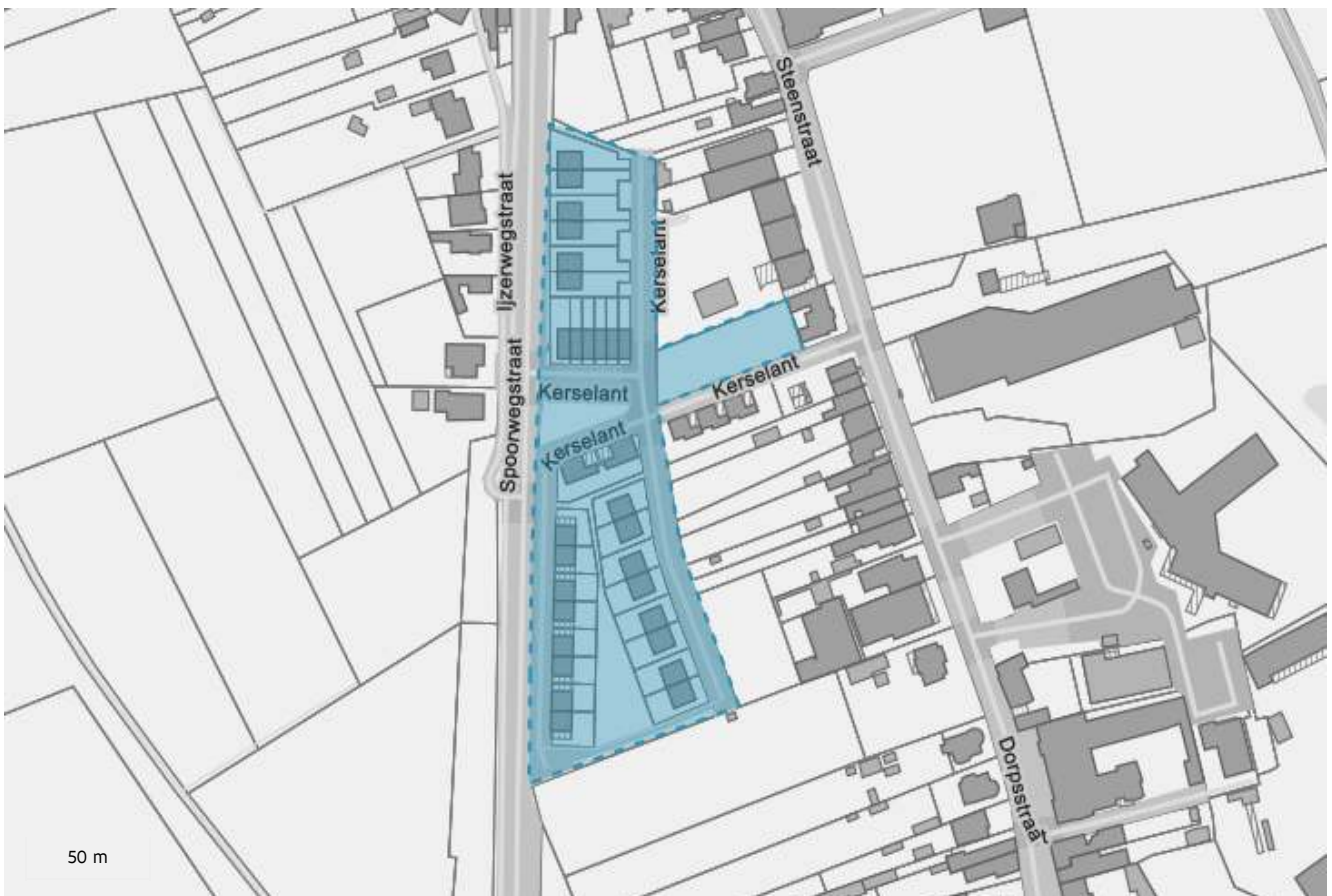 Steenstraat
Ijzerwegstraat
Kerselant
Spoorwegstraat
Kerselant
Kerselant
Kerselant
Dorpsstraat
50 m